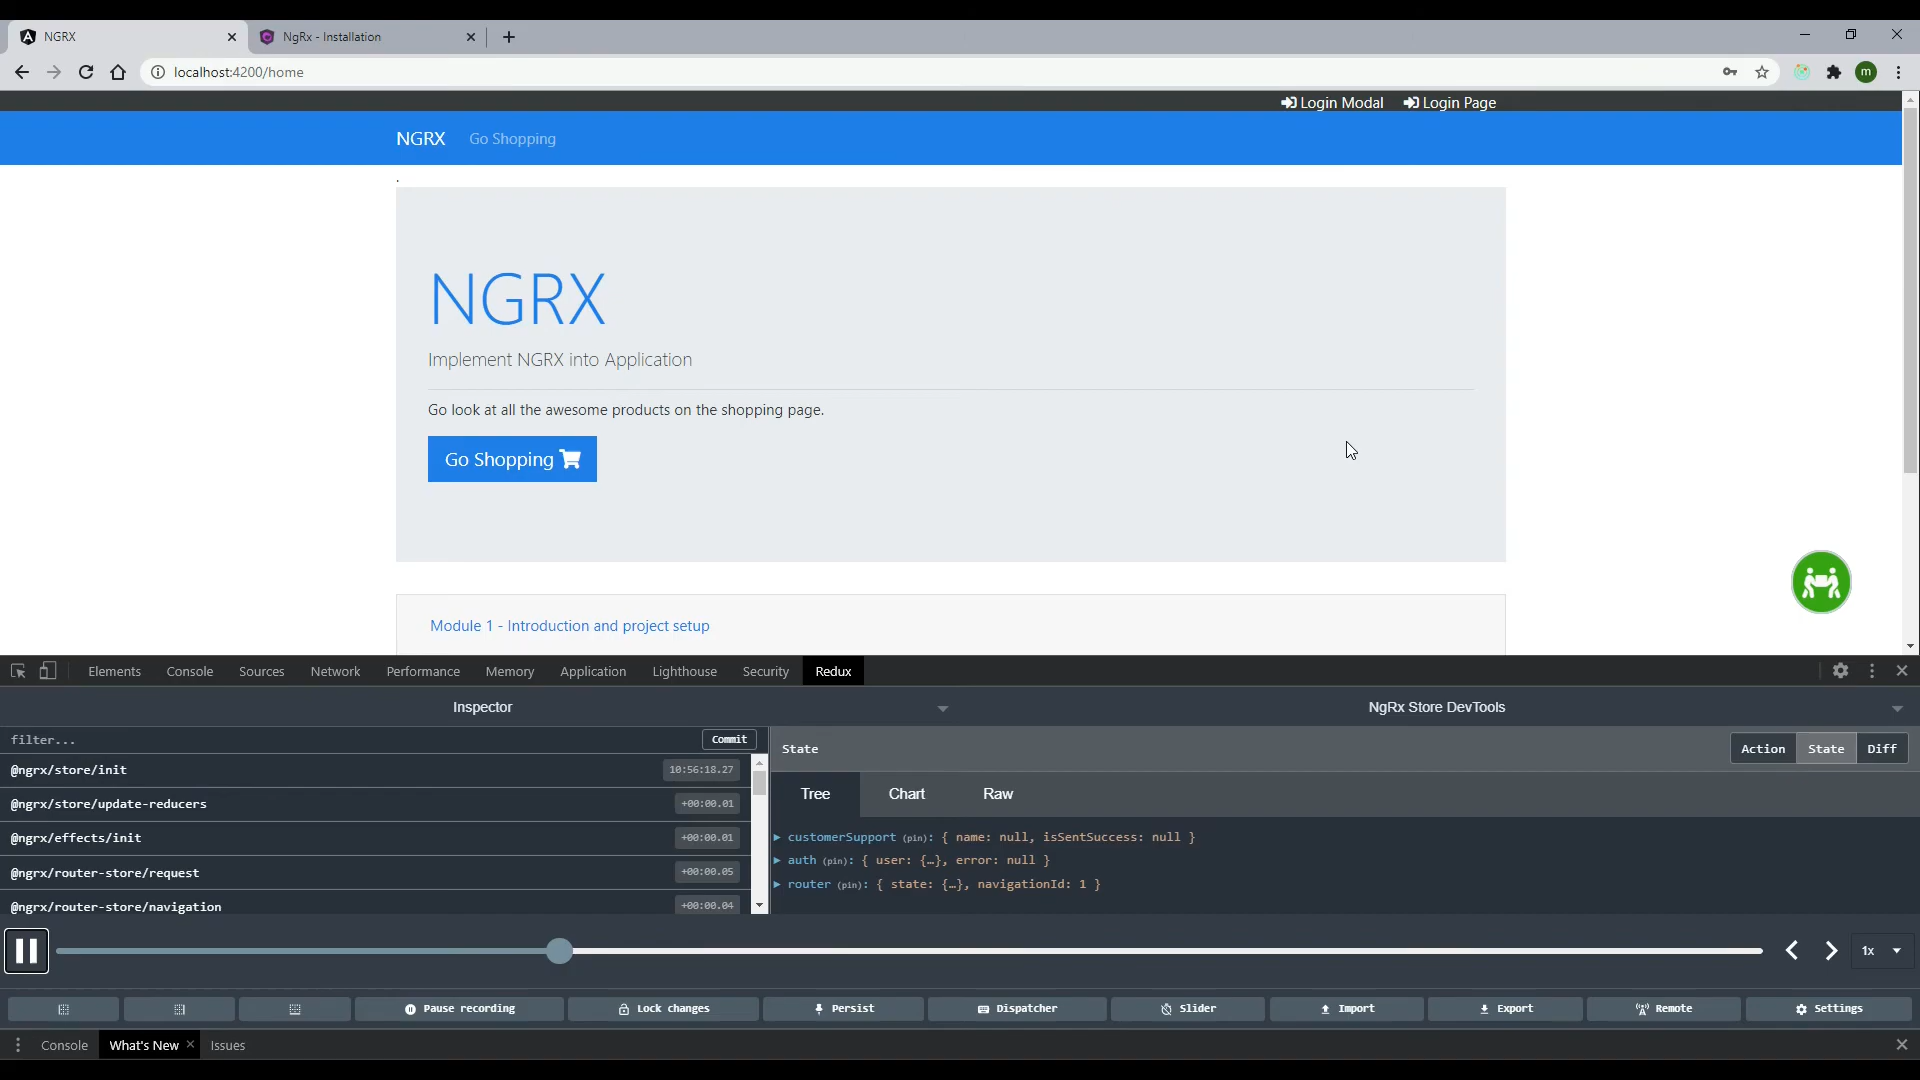 NGRX
NgRx - Installation
localhost:4200/home
m
Login Modal
Login Page
NGRX
Go Shopping
.
NGRX
Implement NGRX into Application
Go look at all the awesome products on the shopping page.
Go Shopping
Module 1 - Introduction and project setup
Elements
Console
Sources
Network
Performance
Memory
Application
Lighthouse
Security
Redux
Inspector
NgRx Store DevTools
filter...
Commit
State
Action
State
Diff
@ngrx/store/init
10:56:18.27
@ngrx/store/update-reducers
+00:00.01
@ngrx/effects/init
+00:00.01
@ngrx/router-store/request
+00:00.05
@ngrx/router-store/navigation
+00:00.04
Tree
Chart
Raw
customerSupport (pin): { name: null, isSentSuccess: null }
auth (pin): { user: {…}, error: null }
router (pin): { state: {…}, navigationId: 1 }
1x
Pause recording
Lock changes
Persist
Dispatcher
Slider
Import
Export
Remote
Settings
Console
What's New
Issues